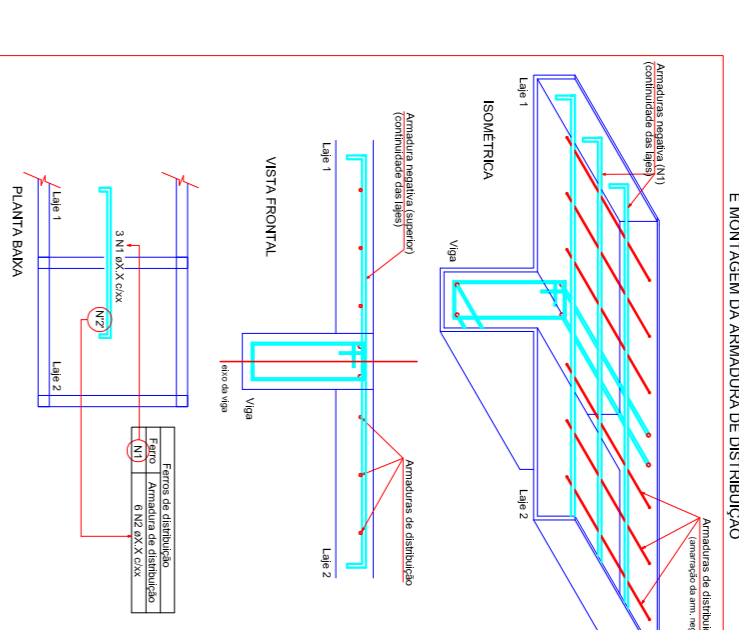 E MONTAGEM DA ARMADURA DE DISTRIBUIÇÃO
Armaduras negativa (N1)
(continuidade das lajes)
Laje 1
ISOMÉTRICA
Viga
Laje 2
Armaduras de
(amarração da arm.
Armadura negativa (superior)
(continuidade das lajes)
Laje 1
VISTA FRONTAL
Viga
eixo da viga
Armaduras de distribuição
Laje 2
Laje 1
3 N1 øX.X c/xx
N°2
Laje 2
PLANTA BAIXA
Ferros de distribuição
Ferro
Armadura de distribuição
N1
6 N2 øX.X c/xx